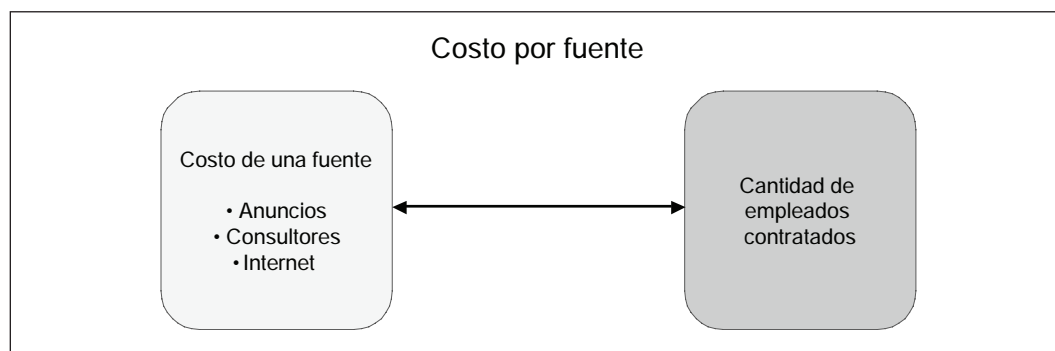 Costo por fuente
Costo de una fuente
• Anuncios
• Consultores
• Internet
Cantidad de
empleados
contratados